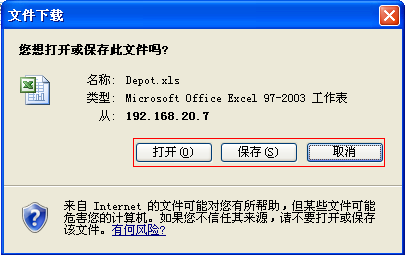 文件下载
您想打开或保存此文件吗?
名称: Depot.xls
类型: Microsoft Office Excel 97-2003 工作表
从: 192.168.20.7
打开(O) 保存(S) 取消
来自 Internet 的文件可能对您有所帮助,但某些文件可能
危害您的计算机。如果您不信任其来源,请不要打开或保存
该文件。有何风险?